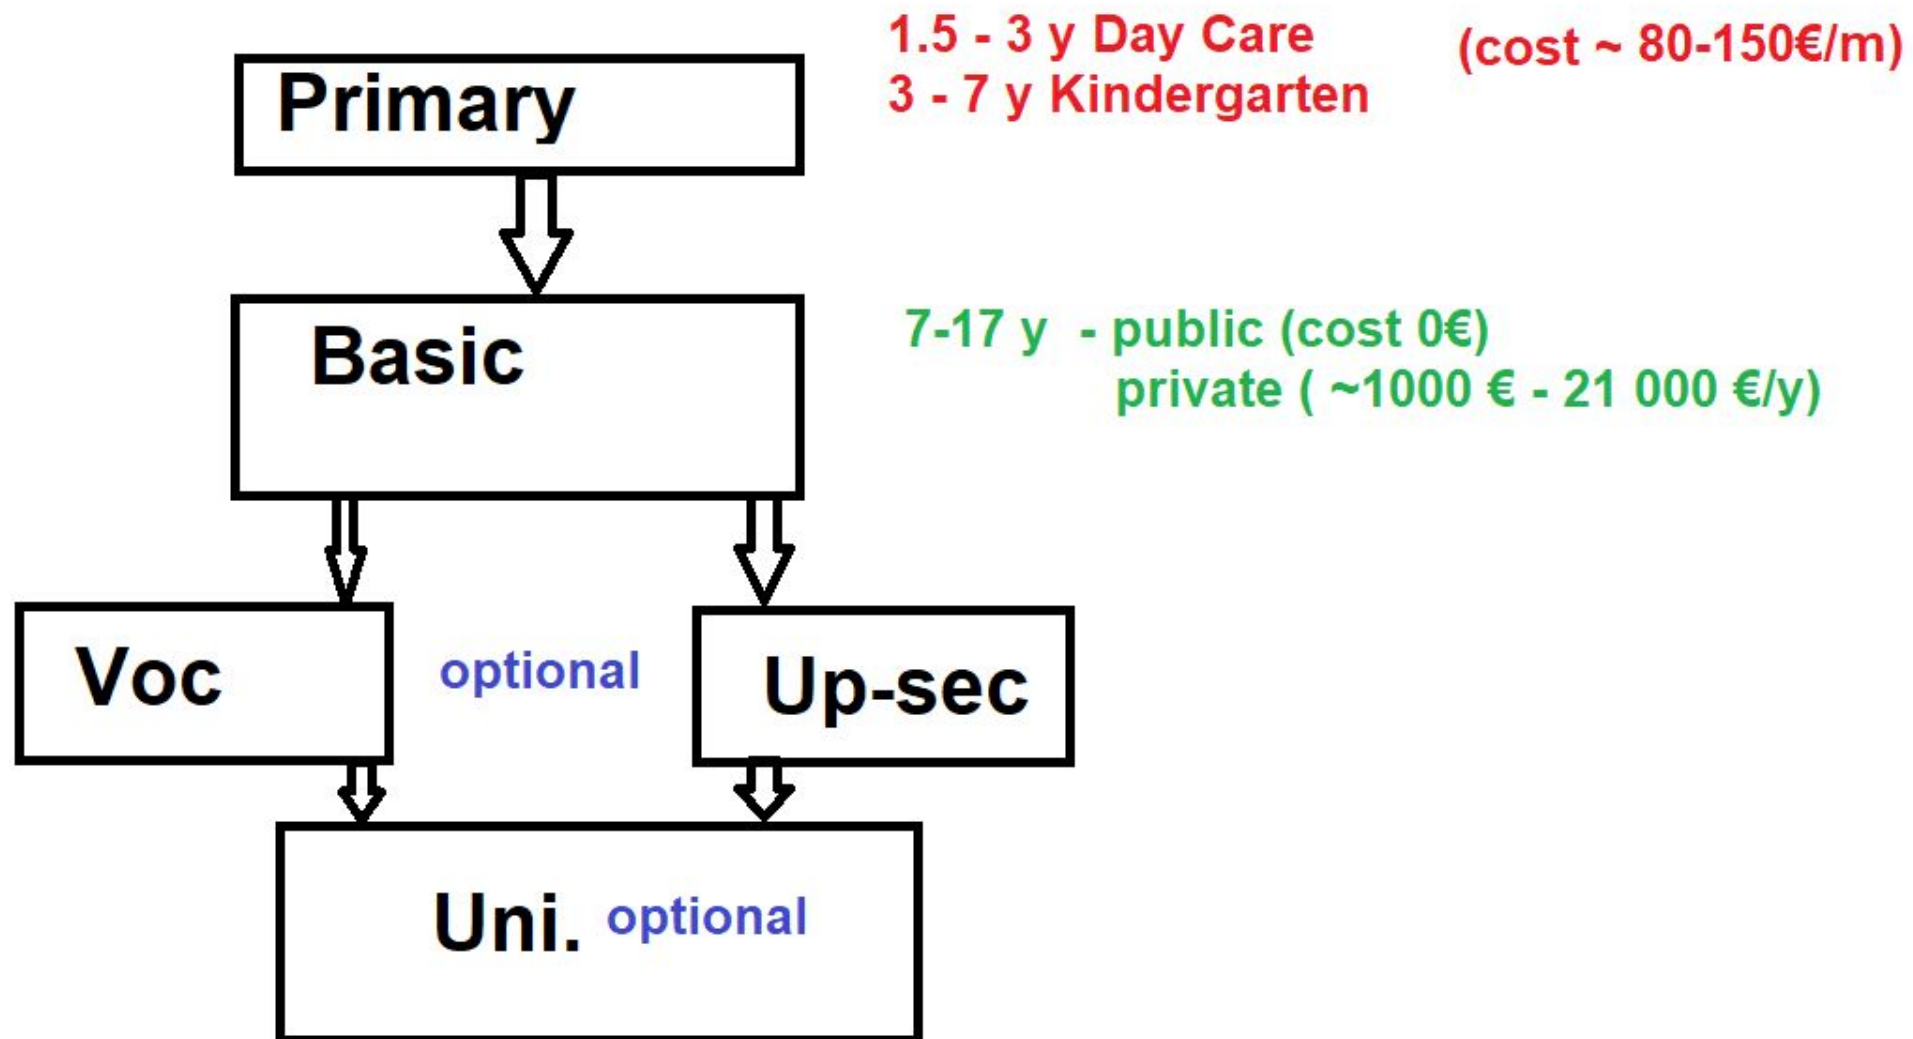 1.5 - 3 y Day Care (cost ~ 80-150€/m)
Primary
3 - 7 y Kindergarten
Basic
7-17 y - public (cost 0€)
private ( ~1000 € - 21 000 €/y)
Voc
optional
Up-sec
Uni. optional